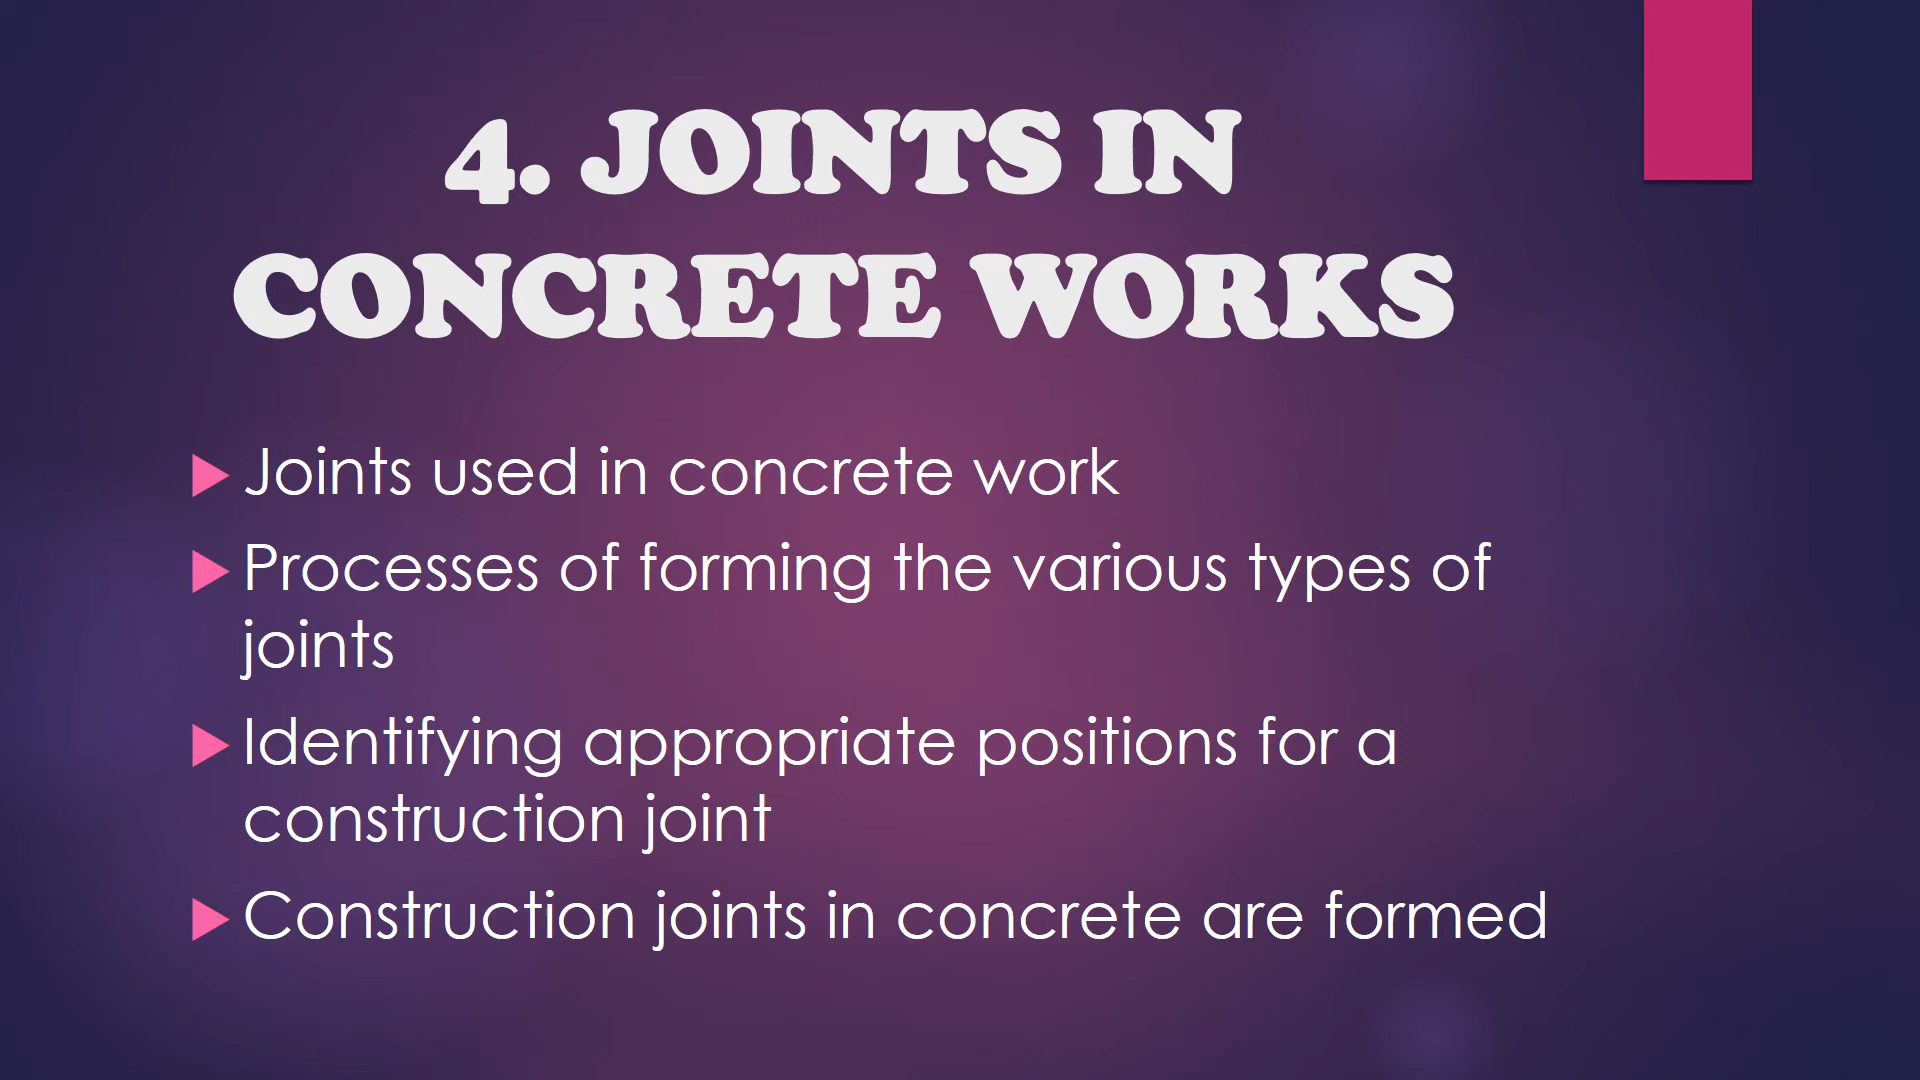 4. JOINTS IN
CONCRETE WORKS
Joints used in concrete work
Processes of forming the various types of
joints
Identifying appropriate positions for a
construction joint
Construction joints in concrete are formed